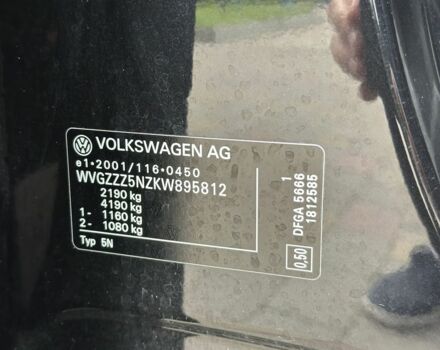 VOLKSWAGEN AG
e1*2001/116*0450
WVGZZZ5NZKW895812
2190 kg
4190 kg
1- 1160 kg
2- 1080 kg
Typ 5N
DFGA 5666 1
1812585
0,50